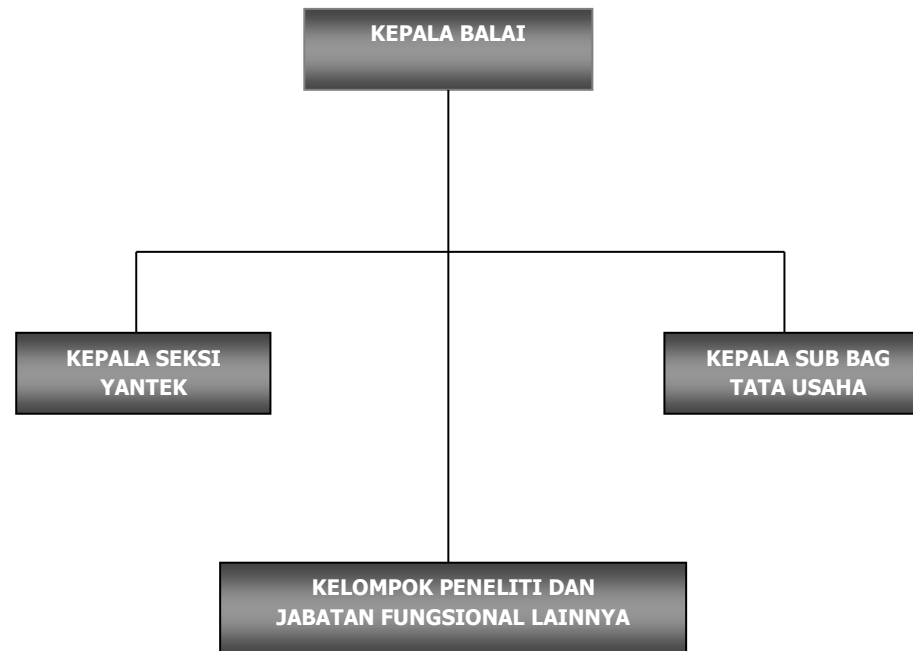 KEPALA BALAI
KEPALA SEKSI
YANTEK
KEPALA SUB BAG
TATA USAHA
KELOMPOK PENELITI DAN
JABATAN FUNGSIONAL LAINNYA